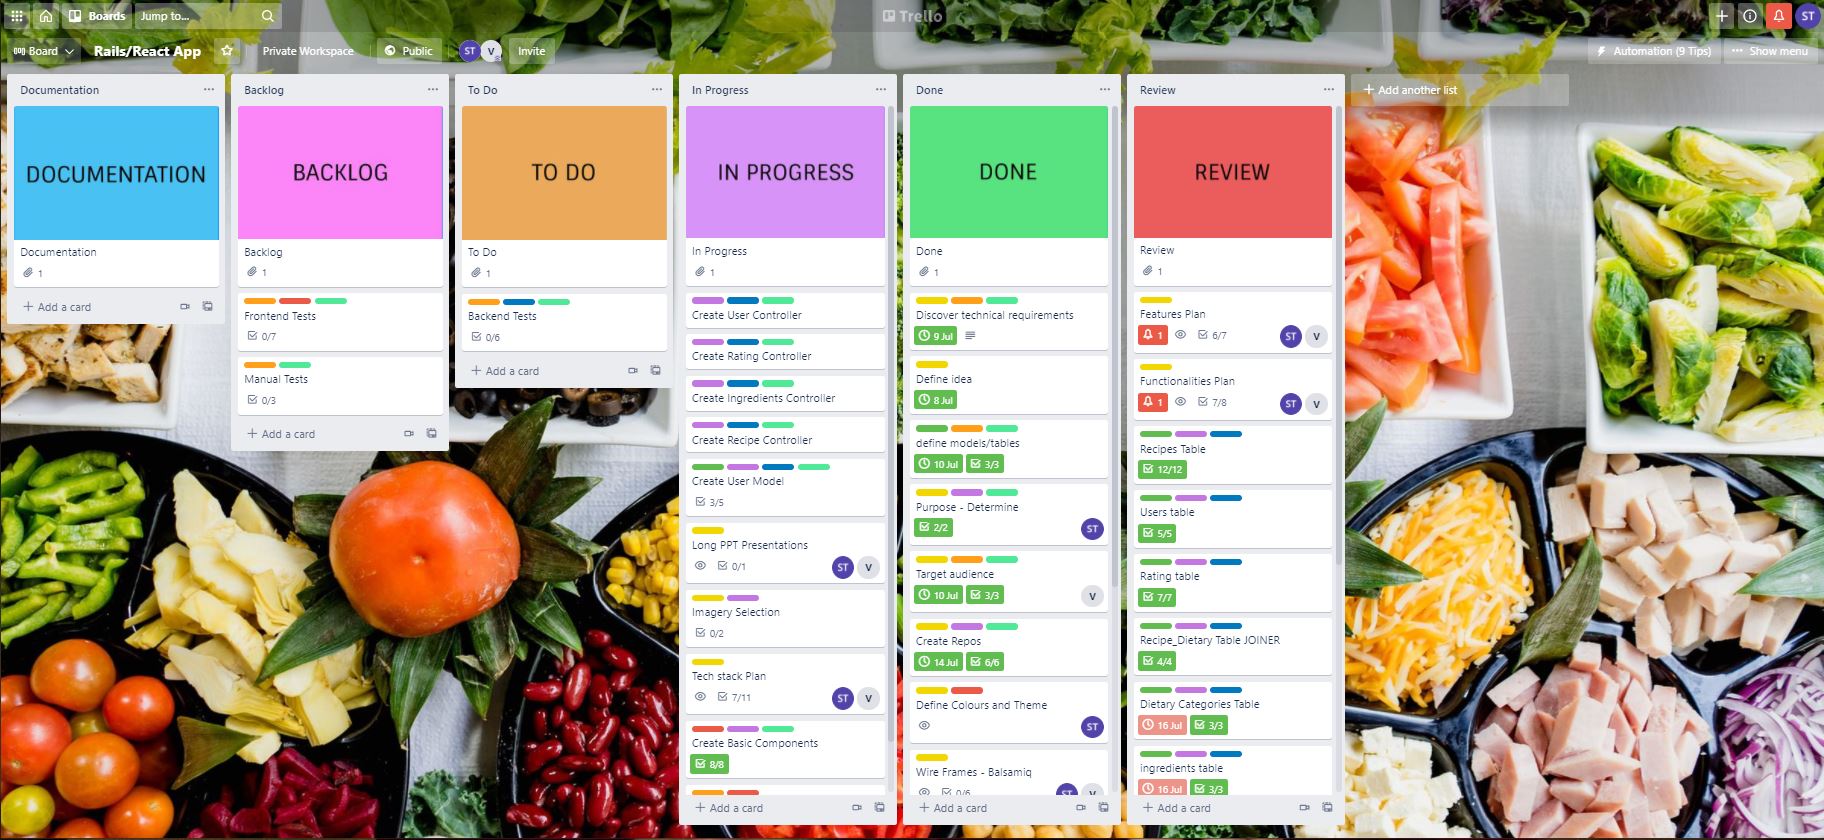 Boards
Jump to...
Trello
ST
Board
Rails/React App
Private Workspace
Public
ST
V
Invite
Automation (9 Tips)
Show menu
Documentation
DOCUMENTATION
Documentation
1
Add a card
Backlog
BACKLOG
Backlog
1
Frontend Tests
0/7
Manual Tests
0/3
Add a card
To Do
TO DO
To Do
1
Backend Tests
0/6
Add a card
In Progress
IN PROGRESS
In Progress
1
Create User Controller
Create Rating Controller
Create Ingredients Controller
Create Recipe Controller
Create User Model
3/5
Long PPT Presentations
0/1
ST
V
Imagery Selection
0/2
Tech stack Plan
7/11
ST
V
Create Basic Components
8/8
Add a card
Done
DONE
Done
1
Discover technical requirements
9 Jul
Define idea
8 Jul
define models/tables
10 Jul
3/3
Purpose - Determine
2/2
ST
Target audience
10 Jul
3/3
V
Create Repos
14 Jul
6/6
Define Colours and Theme
ST
Wire Frames - Balsamiq
0/6
ST
V
Add a card
Review
REVIEW
Review
1
Features Plan
1
6/7
ST
V
Functionalities Plan
1
7/8
ST
V
Recipes Table
12/12
Users table
5/5
Rating table
7/7
Recipe_Dietary Table JOINER
4/4
Dietary Categories Table
16 Jul
3/3
ingredients table
16 Jul
3/3
Add a card
Add another list